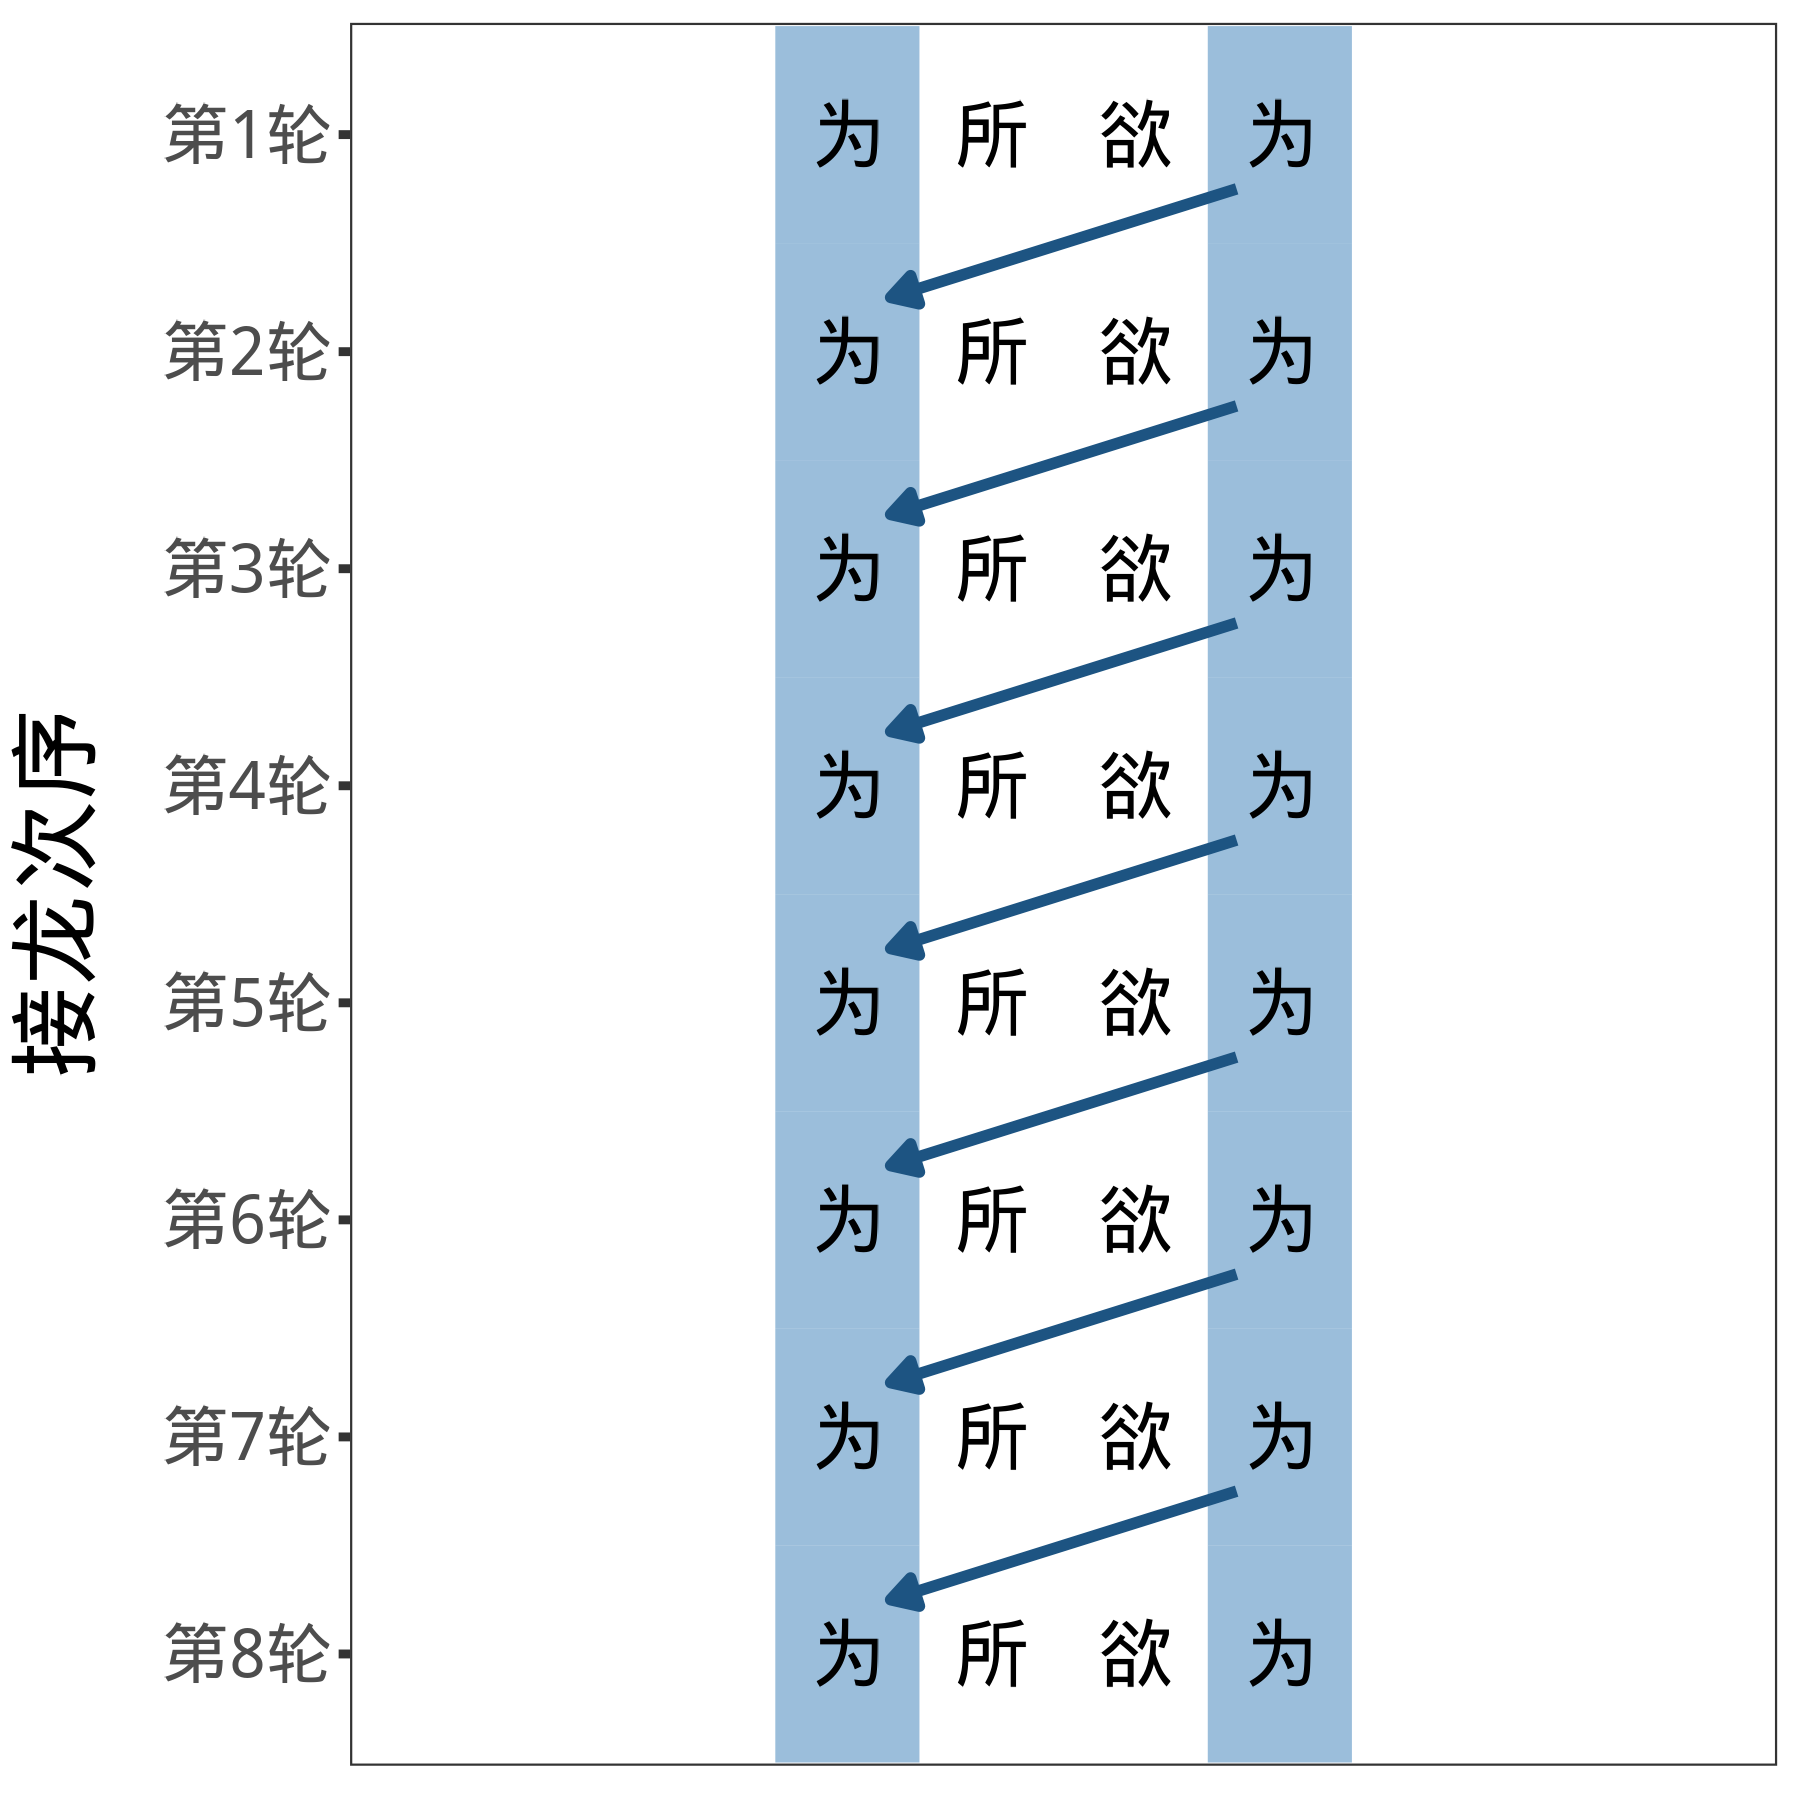 接龙次序
第1轮 为 所 欲 为
第2轮 为 所 欲 为
第3轮 为 所 欲 为
第4轮 为 所 欲 为
第5轮 为 所 欲 为
第6轮 为 所 欲 为
第7轮 为 所 欲 为
第8轮 为 所 欲 为